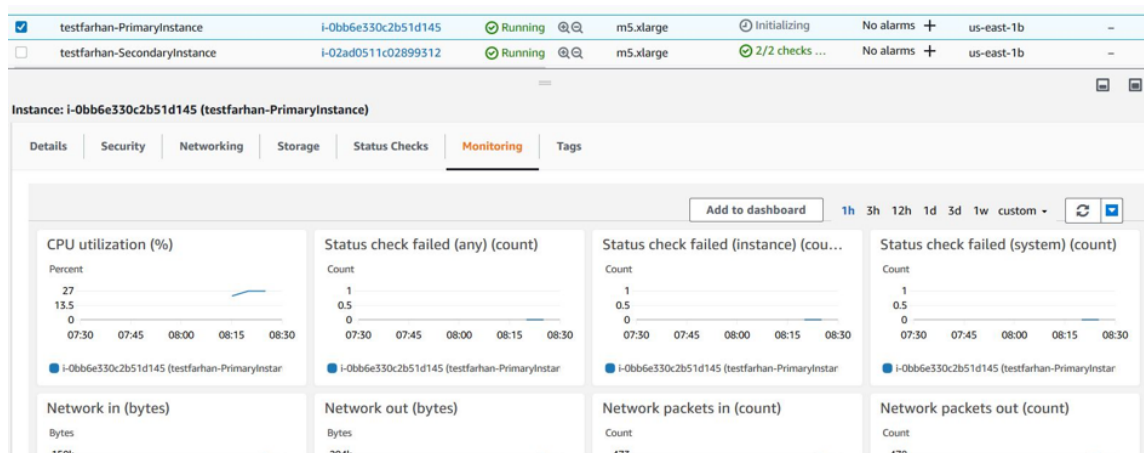 testfarhan-PrimaryInstance i-0bb6e330c2b51d145 Running m5.xlarge Initializing No alarms + us-east-1b –
testfarhan-SecondaryInstance i-02ad0511c02899312 Running m5.xlarge 2/2 checks ... No alarms + us-east-1b –
Instance: i-0bb6e330c2b51d145 (testfarhan-PrimaryInstance)
Details Security Networking Storage Status Checks Monitoring Tags
Add to dashboard 1h 3h 12h 1d 3d 1w custom
CPU utilization (%) Status check failed (any) (count) Status check failed (instance) (cou... Status check failed (system) (count)
Percent Count Count Count
27 1 1 1
13.5 0.5 0.5 0.5
0 0 0 0
07:30 07:45 08:00 08:15 08:30 07:30 07:45 08:00 08:15 08:30 07:30 07:45 08:00 08:15 08:30 07:30 07:45 08:00 08:15 08:30
i-0bb6e330c2b51d145 (testfarhan-PrimaryInstar i-0bb6e330c2b51d145 (testfarhan-PrimaryInstar i-0bb6e330c2b51d145 (testfarhan-PrimaryInstar i-0bb6e330c2b51d145 (testfarhan-PrimaryInstar
Network in (bytes) Network out (bytes) Network packets in (count) Network packets out (count)
Bytes Bytes Count Count